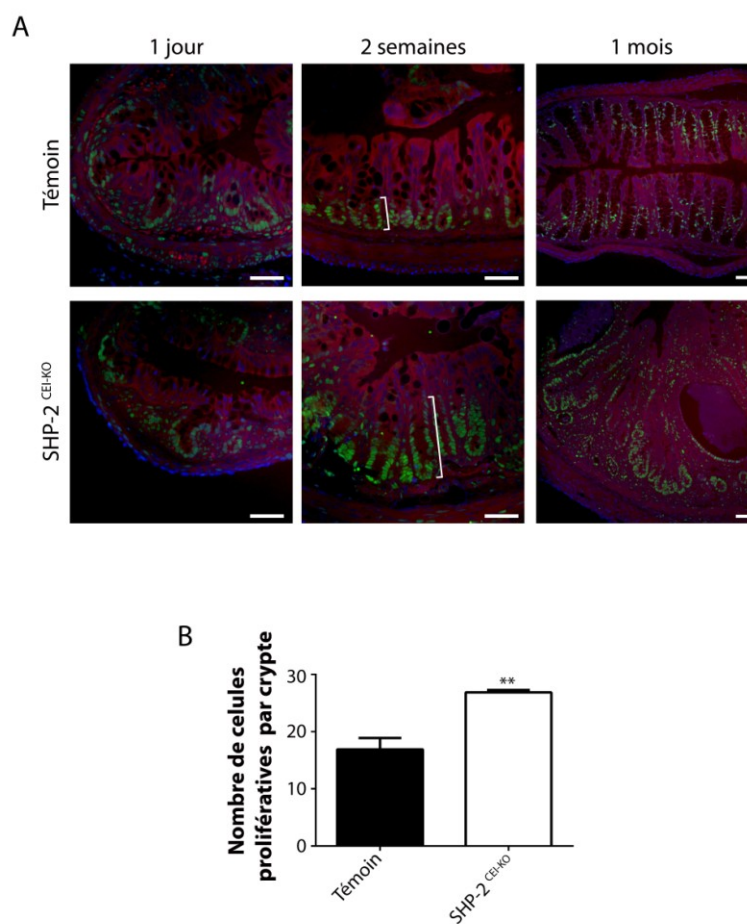 A
1 jour
2 semaines
1 mois
Témoin
SHP-2 CEI-KO
B
Nombre de celules
prolifératives par crypte
30
20
10
0
**
Témoin
SHP-2 CEI-KO